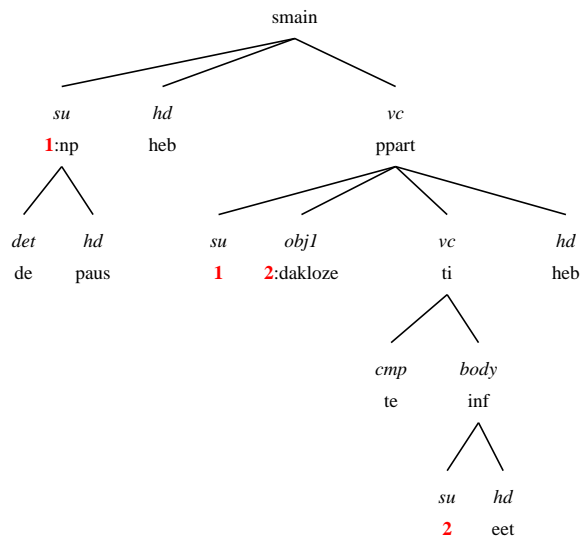 smain
su hd vc
1:np heb ppart
det hd su obj1 vc hd
de paus 1 2:dakloze ti heb
cmp body
te inf
su hd
2 eet